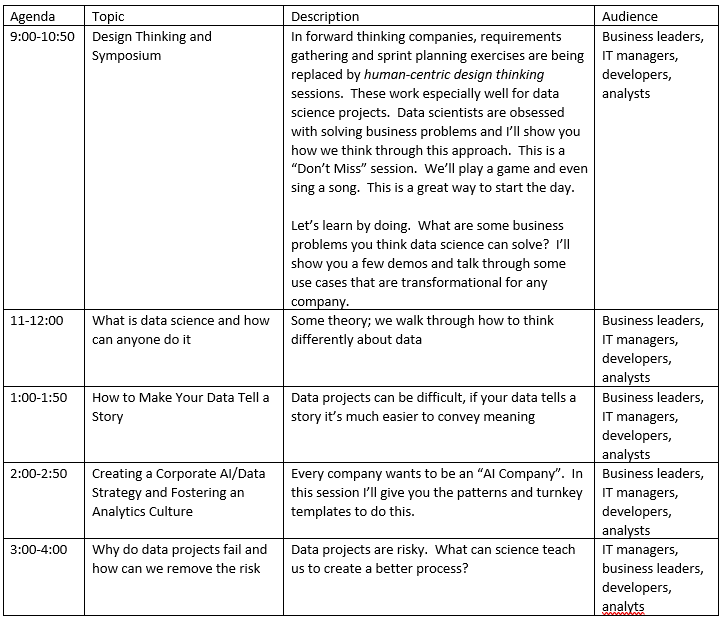 Agenda Topic Description Audience
9:00-10:50
Design Thinking and
Symposium
In forward thinking companies, requirements
gathering and sprint planning exercises are being
replaced by human-centric design thinking
sessions.  These work especially well for data
science projects.  Data scientists are obsessed
with solving business problems and I’ll show you
how we think through this approach.  This is a
“Don’t Miss” session.  We’ll play a game and even
sing a song.  This is a great way to start the day.
Let’s learn by doing.  What are some business
problems you think data science can solve?  I’ll
show you a few demos and talk through some
use cases that are transformational for any
company.
Business leaders,
IT managers,
developers,
analysts
11-12:00
What is data science and how
can anyone do it
Some theory; we walk through how to think
differently about data
Business leaders,
IT managers,
developers,
analysts
1:00-1:50
How to Make Your Data Tell a
Story
Data projects can be difficult, if your data tells a
story it’s much easier to convey meaning
Business leaders,
IT managers,
developers,
analysts
2:00-2:50
Creating a Corporate AI/Data
Strategy and Fostering an
Analytics Culture
Every company wants to be an “AI Company”.  In
this session I’ll give you the patterns and turnkey
templates to do this.
Business leaders,
IT managers,
developers,
analysts
3:00-4:00
Why do data projects fail and
how can we remove the risk
Data projects are risky.  What can science teach
us to create a better process?
IT managers,
business leaders,
developers,
analyts